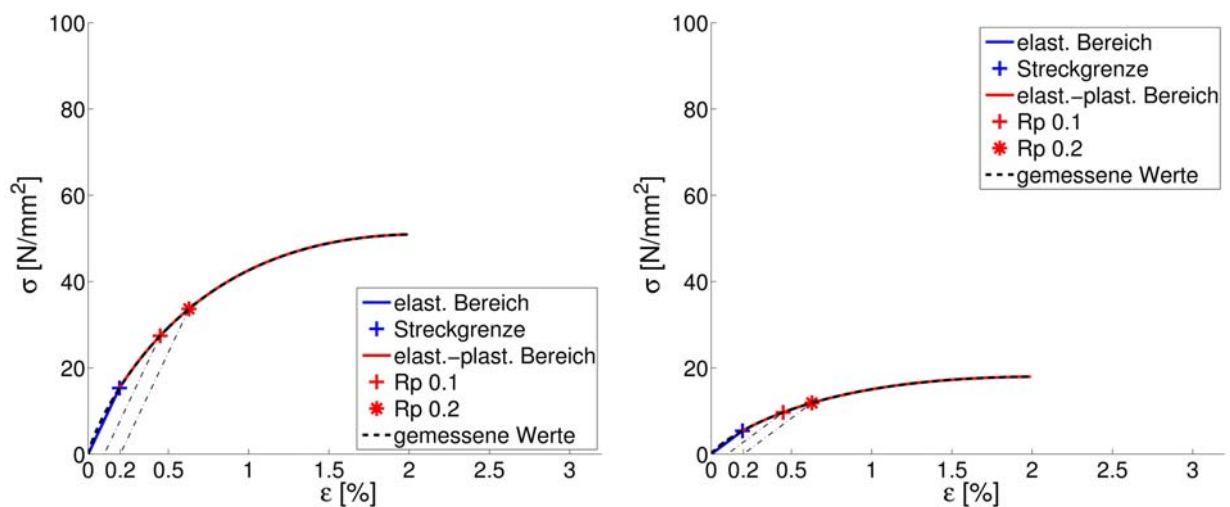 100
80
60
40
20
0
σ [N/mm²]
elast. Bereich
Streckgrenze
elast.−plast. Bereich
Rp 0.1
Rp 0.2
gemessene Werte
0 0.2 0.5 1 1.5 2 2.5 3
ε [%]
100
80
60
40
20
0
σ [N/mm²]
elast. Bereich
Streckgrenze
elast.−plast. Bereich
Rp 0.1
Rp 0.2
gemessene Werte
0 0.2 0.5 1 1.5 2 2.5 3
ε [%]